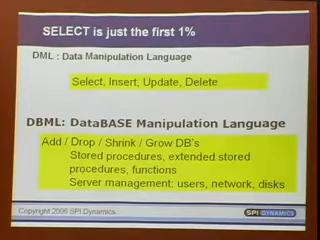 SELECT is just the first 1%
DML : Data Manipulation Language
Select, Insert, Update, Delete
DBML: DataBASE Manipulation Language
Add / Drop / Shrink / Grow DB's
Stored procedures, extended stored
procedures, functions
Server management: users, network, disks
Copyright 2006 SPI Dynamics
SPI DYNAMICS